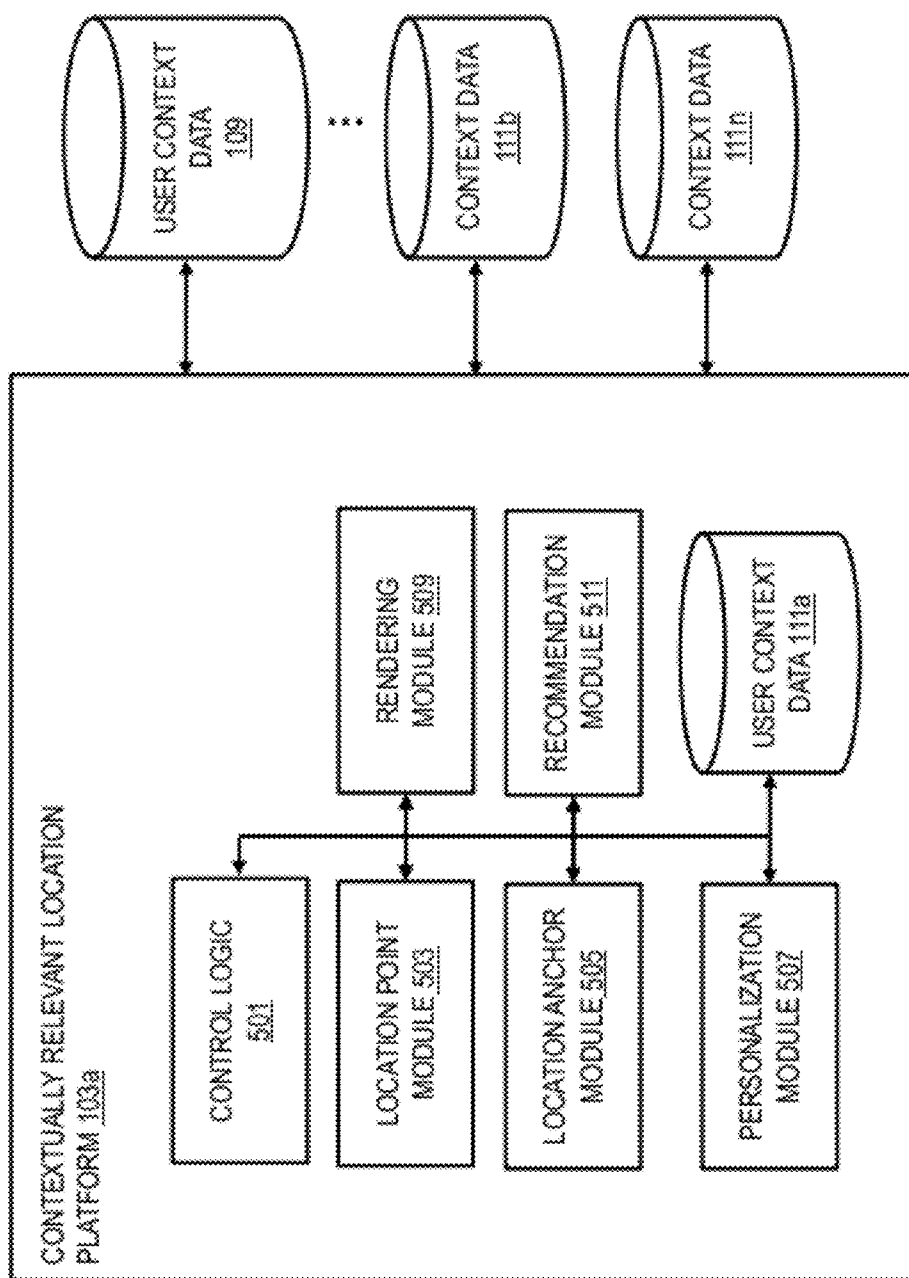 CONTEXTUALLY RELEVANT LOCATION
PLATFORM 103a
CONTROL LOGIC
501
LOCATION POINT
MODULE 503
LOCATION ANCHOR
MODULE 505
PERSONALIZATION
MODULE 507
RENDERING
MODULE 509
RECOMMENDATION
MODULE 511
USER CONTEXT
DATA 111a
USER CONTEXT
DATA
109
...
CONTEXT DATA
111b
CONTEXT DATA
111n